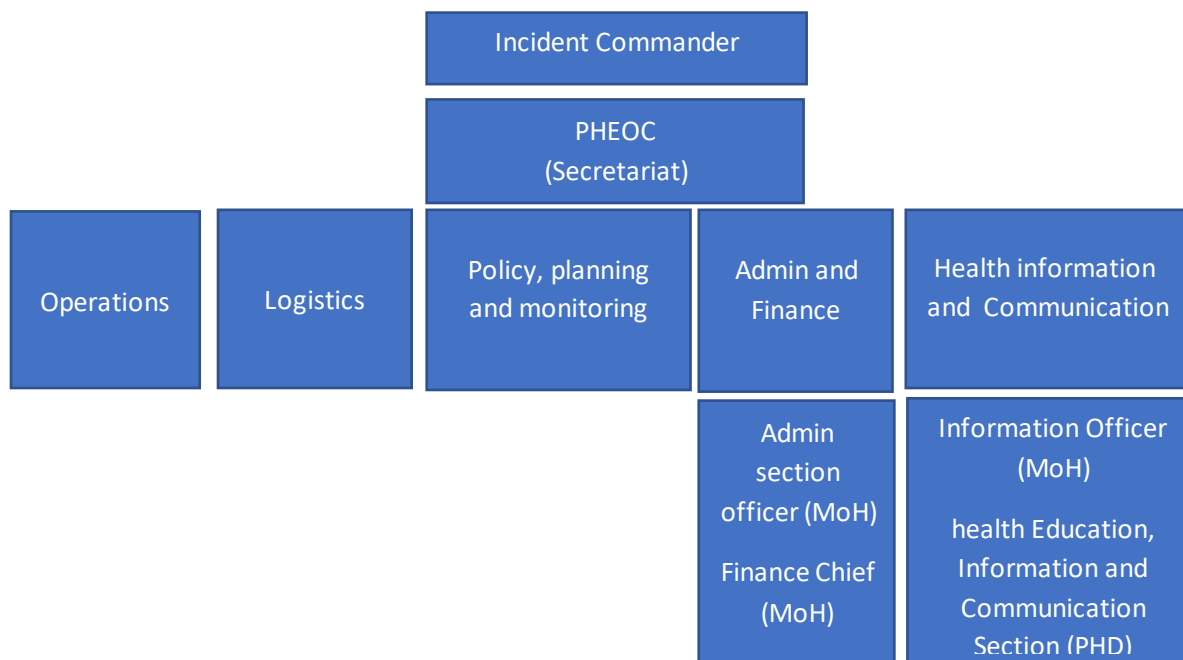 Incident Commander
PHEOC
(Secretariat)
Operations
Logistics
Policy, planning
and monitoring
Admin and
Finance
Health information
and Communication
Admin
section
officer (MoH)
Finance Chief
(MoH)
Information Officer
(MoH)
health Education,
Information and
Communication
Section (PHD)